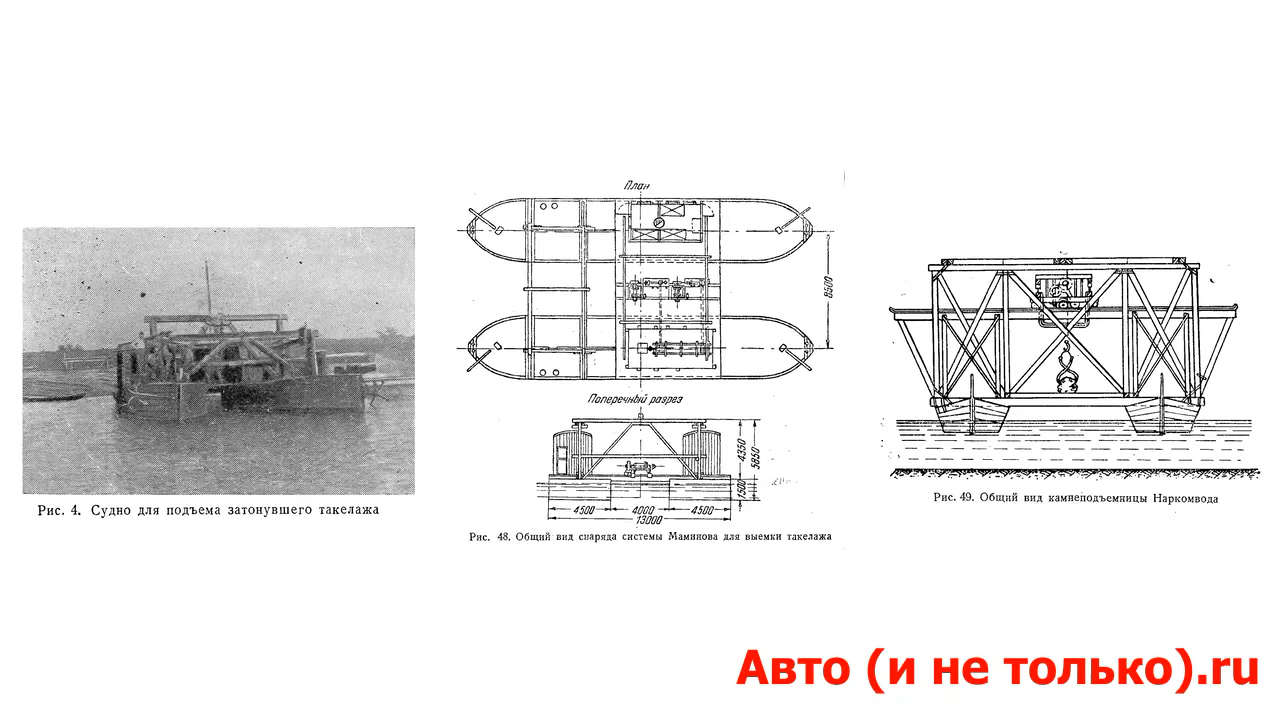 Рис. 4. Судно для подъема затонувшего такелажа
План
8500
Поперечный разрез
4350
5850
1500
4500
4000
4500
13000
Рис. 48. Общий вид снаряда системы Маминова для выемки такелажа
Рис. 49. Общий вид камнеподъемницы Наркомвода
Авто (и не только).ru